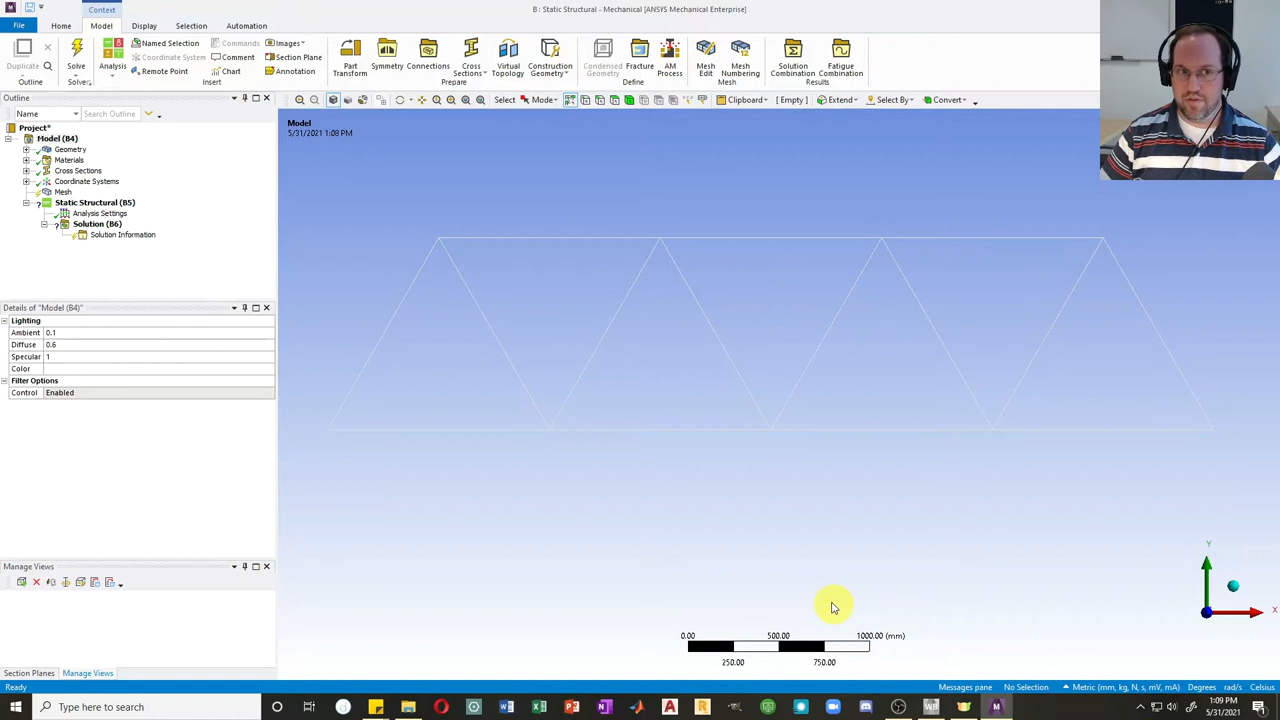 Context
B : Static Structural - Mechanical [ANSYS Mechanical Enterprise]
File Home Model Display Selection Automation
Duplicate
Outline
Solve
Solver
Analysis
Named Selection
Coordinate System
Remote Point
Commands
Comment
Chart
Images
Section Plane
Annotation
Insert
Part
Transform
Symmetry
Connections
Cross
Sections
Virtual
Topology
Construction
Geometry
Prepare
Condensed
Geometry
Fracture
AM
Process
Define
Mesh
Edit
Mesh
Numbering
Mesh
Solution
Combination
Fatigue
Combination
Results
Outline
Select Mode Clipboard [ Empty ] Extend Select By Convert
Name Search Outline
Project*
Model (B4)
Geometry
Materials
Cross Sections
Coordinate Systems
Mesh
Static Structural (B5)
Analysis Settings
Solution (B6)
Solution Information
Model
5/31/2021 1:08 PM
Details of "Model (B4)"
Lighting
Ambient 0.1
Diffuse 0.6
Specular 1
Color
Filter Options
Control Enabled
Manage Views
Section Planes Manage Views
0.00 500.00 1000.00 (mm)
250.00 750.00
Y
X
Ready
Messages pane No Selection Metric (mm, kg, N, s, mV, mA) Degrees rad/s Celsius
Type here to search
1:09 PM
5/31/2021